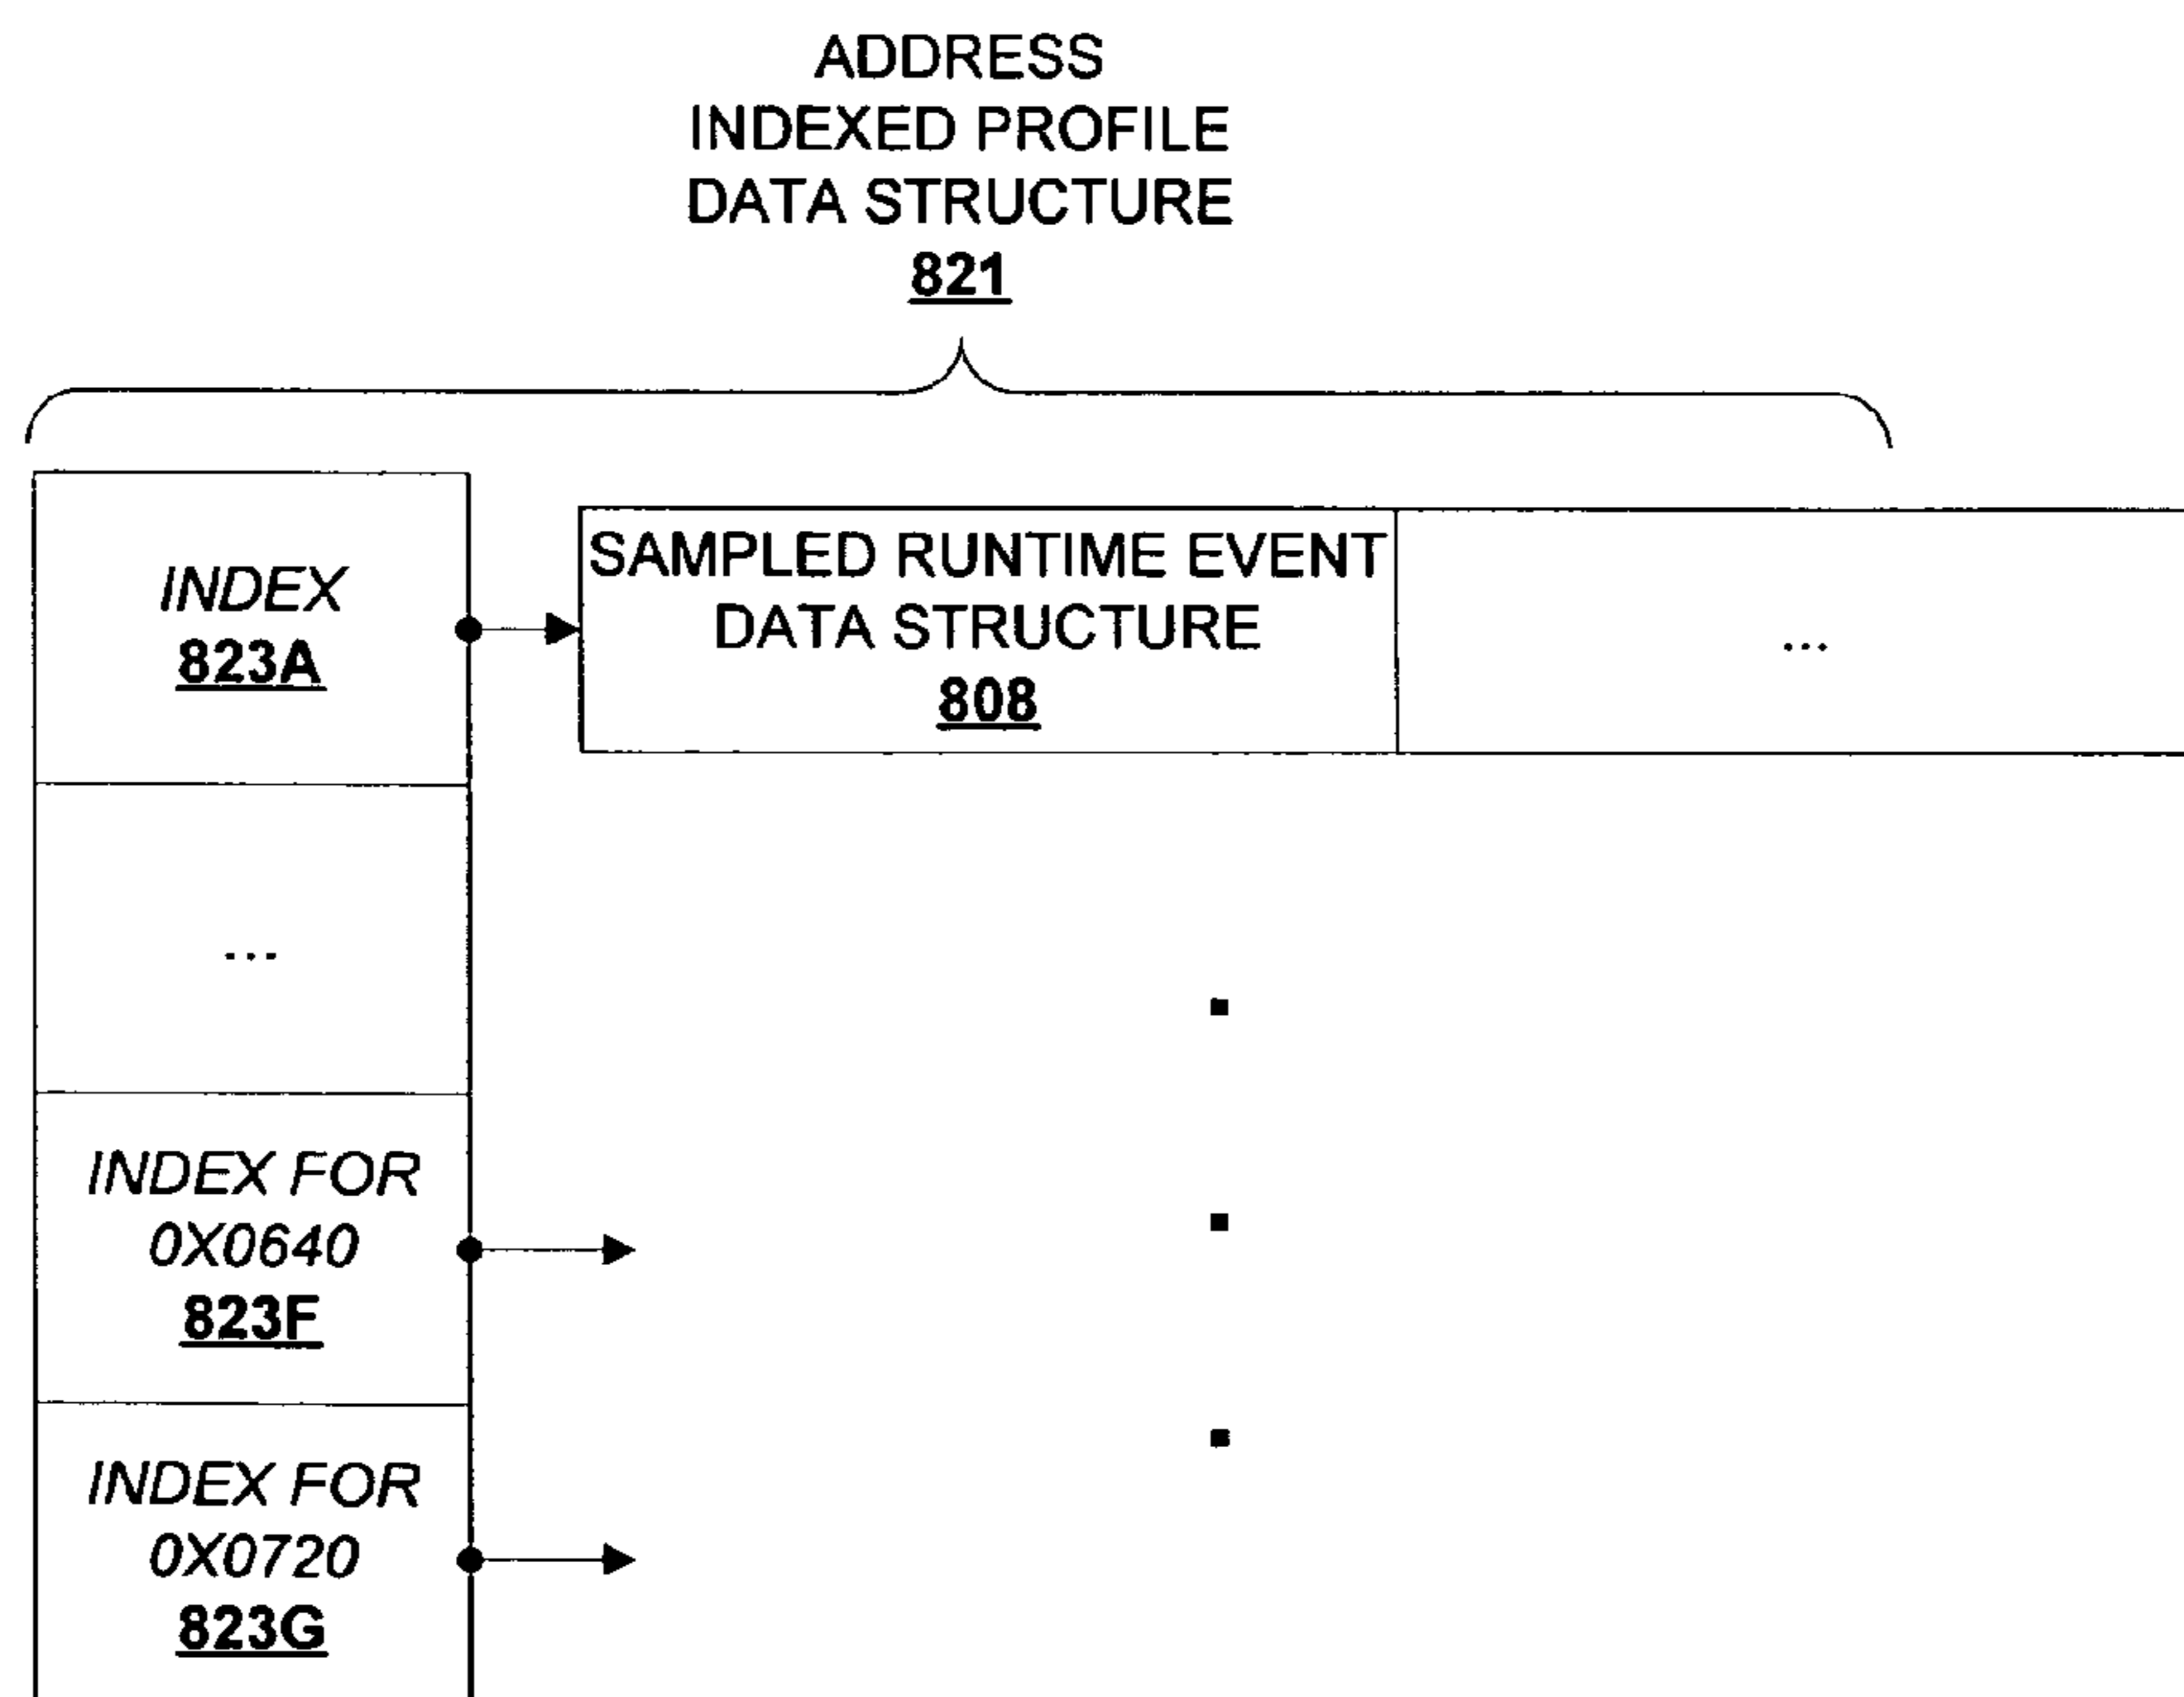 ADDRESS
INDEXED PROFILE
DATA STRUCTURE
821
INDEX
823A
SAMPLED RUNTIME EVENT
DATA STRUCTURE
808
...
...
INDEX FOR
0X0640
823F
INDEX FOR
0X0720
823G